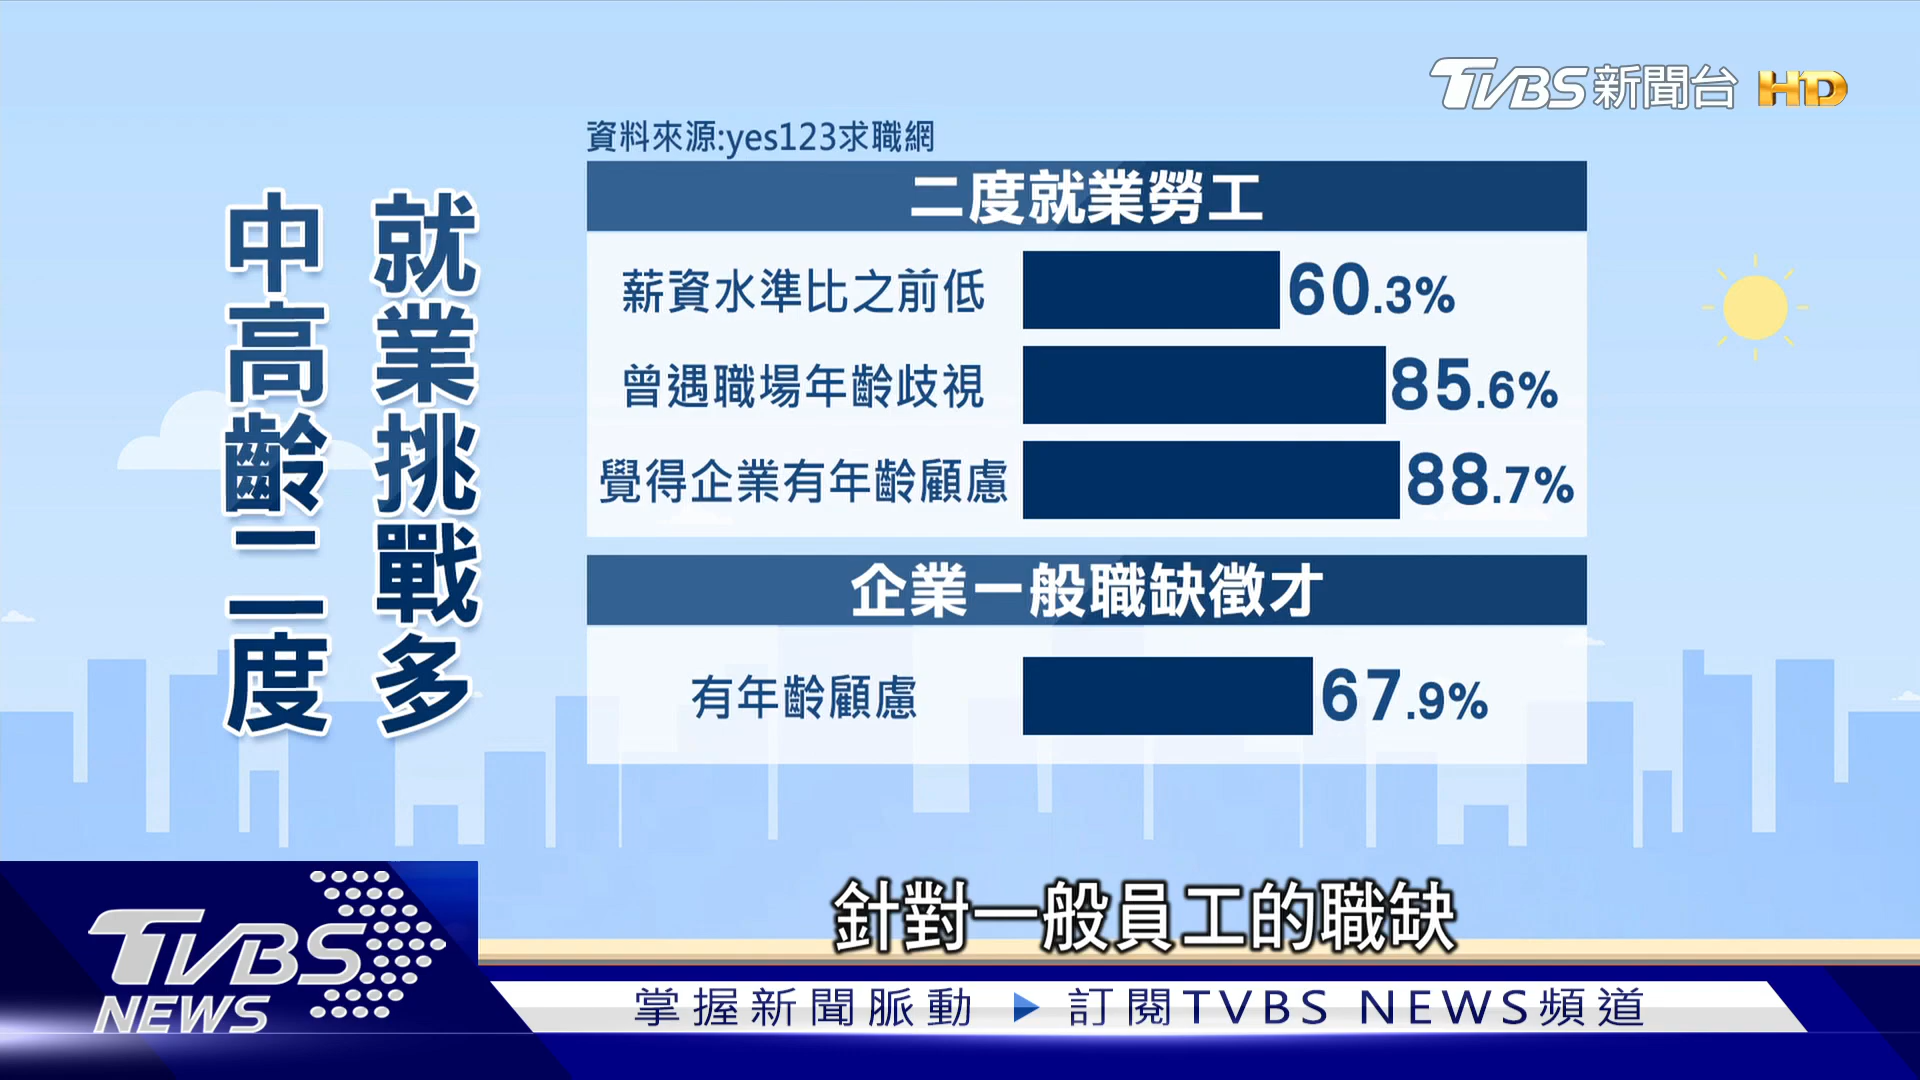 TVBS新聞台 HD
中高齡二度
就業挑戰多
資料來源:yes123求職網
二度就業勞工
薪資水準比之前低 60.3%
曾遇職場年齡歧視 85.6%
覺得企業有年齡顧慮 88.7%
企業一般職缺徵才
有年齡顧慮 67.9%
針對一般員工的職缺
TVBS
NEWS
掌握新聞脈動 ▶ 訂閱TVBS NEWS頻道